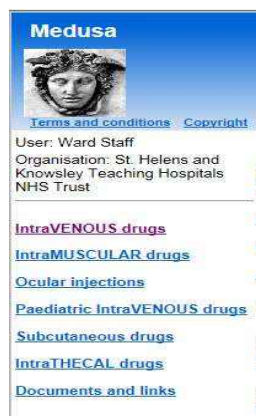 Medusa
Terms and conditions Copyright
User: Ward Staff
Organisation: St. Helens and
Knowsley Teaching Hospitals
NHS Trust
IntraVENOUS drugs
IntraMUSCULAR drugs
Ocular injections
Paediatric IntraVENOUS drugs
Subcutaneous drugs
IntraTHECAL drugs
Documents and links